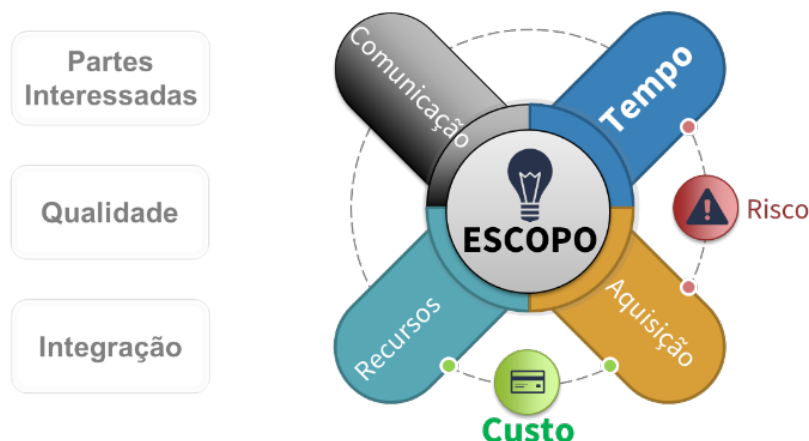 Partes
Interessadas
Qualidade
Integração
Comunicação
Tempo
ESCOPO
Risco
Recursos
Aquisição
Custo